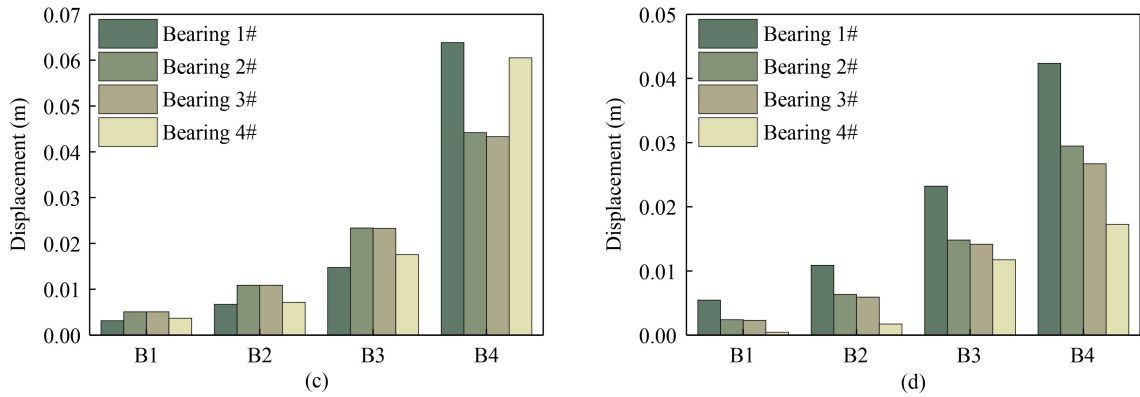 Displacement (m)
0.07
0.06
0.05
0.04
0.03
0.02
0.01
0.00
Bearing 1#
Bearing 2#
Bearing 3#
Bearing 4#
B1 B2 B3 B4
(c)
Displacement (m)
0.05
0.04
0.03
0.02
0.01
0.00
Bearing 1#
Bearing 2#
Bearing 3#
Bearing 4#
B1 B2 B3 B4
(d)